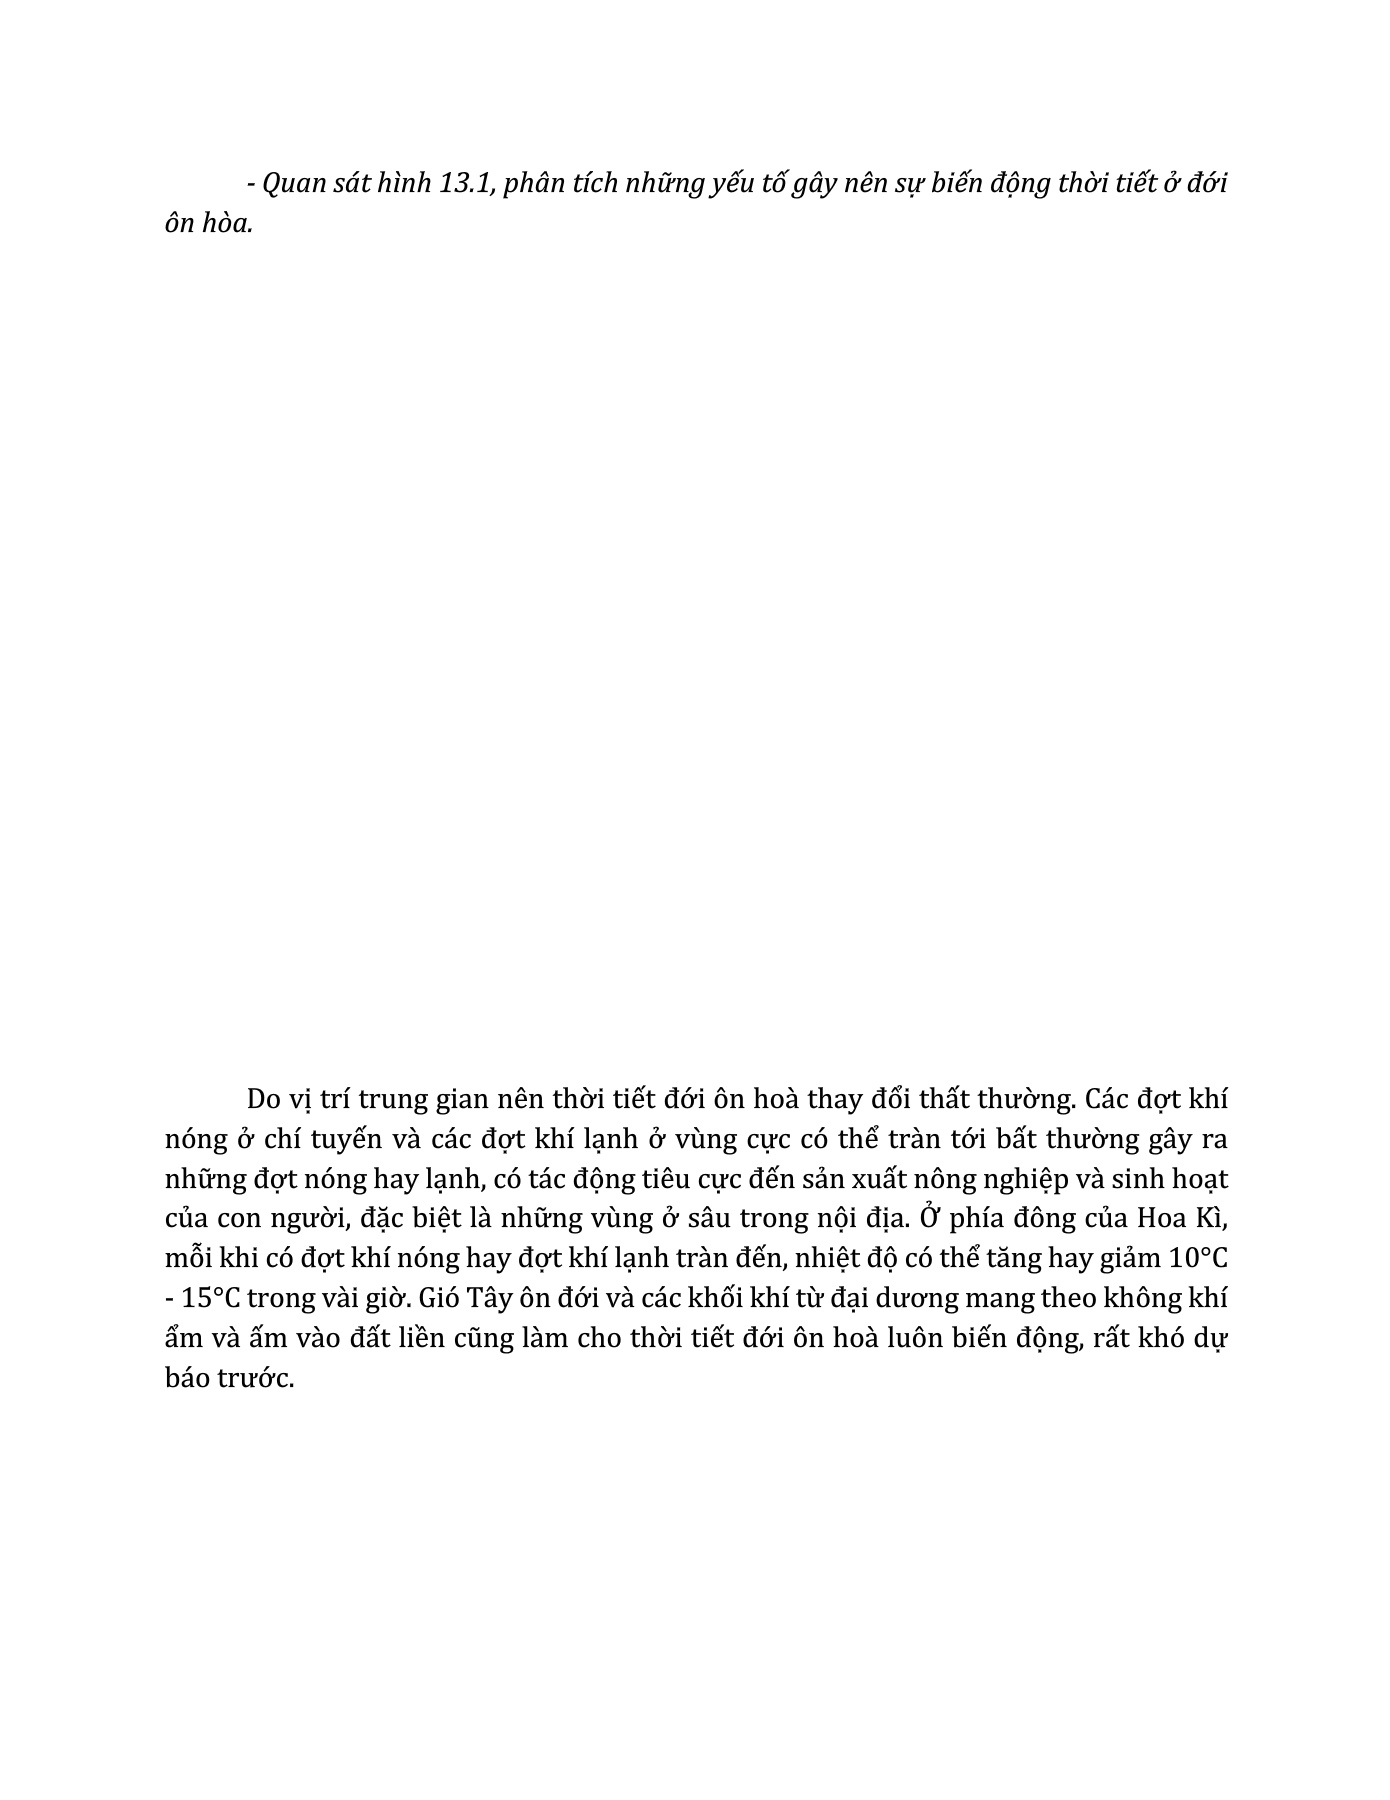 - Quan sát hình 13.1, phân tích những yếu tố gây nên sự biến động thời tiết ở đới
ôn hòa.
Do vị trí trung gian nên thời tiết đới ôn hoà thay đổi thất thường. Các đợt khí
nóng ở chí tuyến và các đợt khí lạnh ở vùng cực có thể tràn tới bất thường gây ra
những đợt nóng hay lạnh, có tác động tiêu cực đến sản xuất nông nghiệp và sinh hoạt
của con người, đặc biệt là những vùng ở sâu trong nội địa. Ở phía đông của Hoa Kì,
mỗi khi có đợt khí nóng hay đợt khí lạnh tràn đến, nhiệt độ có thể tăng hay giảm 10°C
- 15°C trong vài giờ. Gió Tây ôn đới và các khối khí từ đại dương mang theo không khí
ẩm và ấm vào đất liền cũng làm cho thời tiết đới ôn hoà luôn biến động, rất khó dự
báo trước.